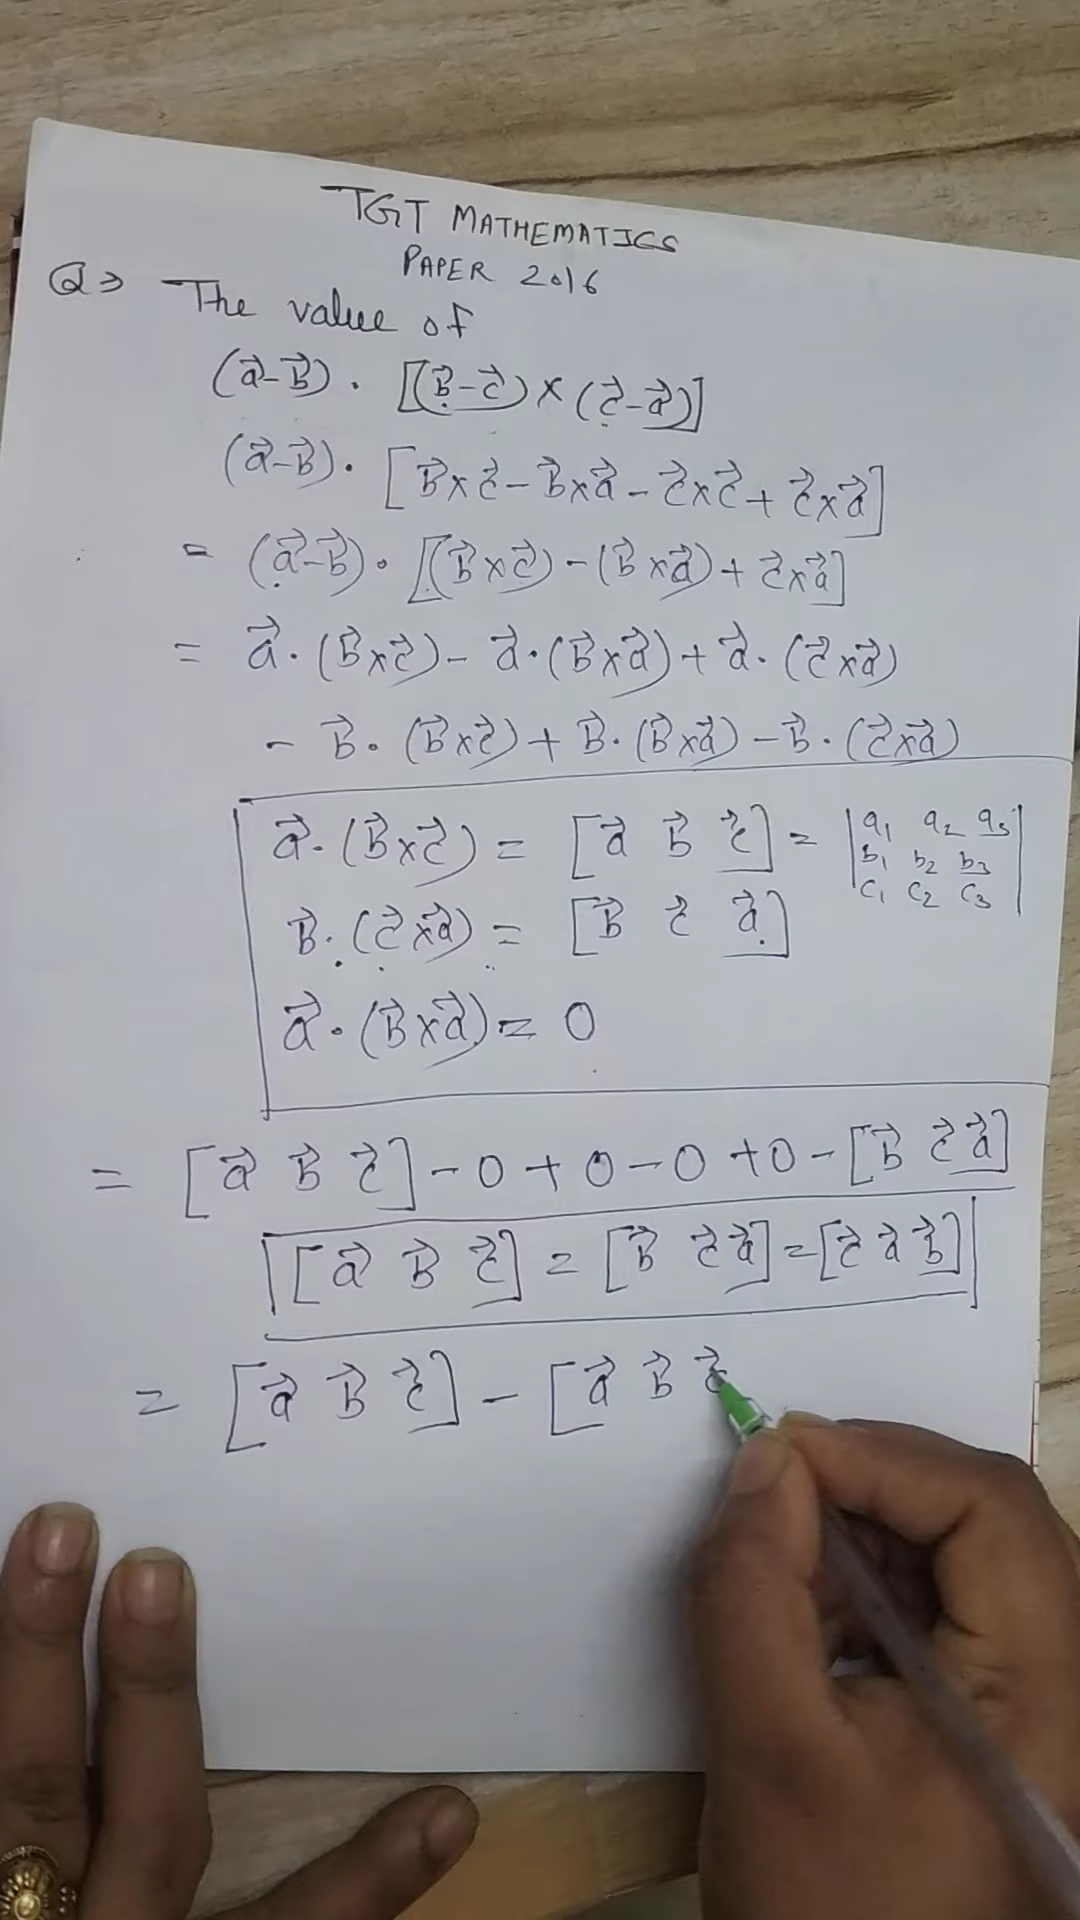 TGT MATHEMATICS
PAPER 2016
Q⇒ The value of
(a⃗-b⃗) . [(b⃗-c⃗) × (c⃗-a⃗)]
(a⃗-b⃗) . [b⃗×c⃗ - b⃗×a⃗ - c⃗×c⃗ + c⃗×a⃗]
= (a⃗-b⃗) . [(b⃗×c⃗) - (b⃗×a⃗) + c⃗×a⃗]
= a⃗ . (b⃗×c⃗) - a⃗ . (b⃗×a⃗) + a⃗ . (c⃗×a⃗)
- b⃗ . (b⃗×c⃗) + b⃗ . (b⃗×a⃗) - b⃗ . (c⃗×a⃗)
a⃗ . (b⃗×c⃗) = [a⃗ b⃗ c⃗] = |a₁ a₂ a₃
b₁ b₂ b₃
c₁ c₂ c₃|
b⃗ . (c⃗×a⃗) = [b⃗ c⃗ a⃗]
a⃗ . (b⃗×a⃗) = 0
= [a⃗ b⃗ c⃗] - 0 + 0 - 0 + 0 - [b⃗ c⃗ a⃗]
[a⃗ b⃗ c⃗] = [b⃗ c⃗ a⃗] = [c⃗ a⃗ b⃗]
= [a⃗ b⃗ c⃗] - [a⃗ b⃗ c⃗